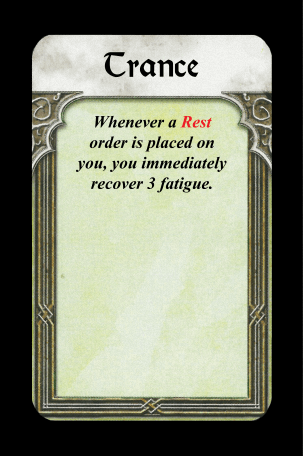 Trance
Whenever a Rest
order is placed on
you, you immediately
recover 3 fatigue.